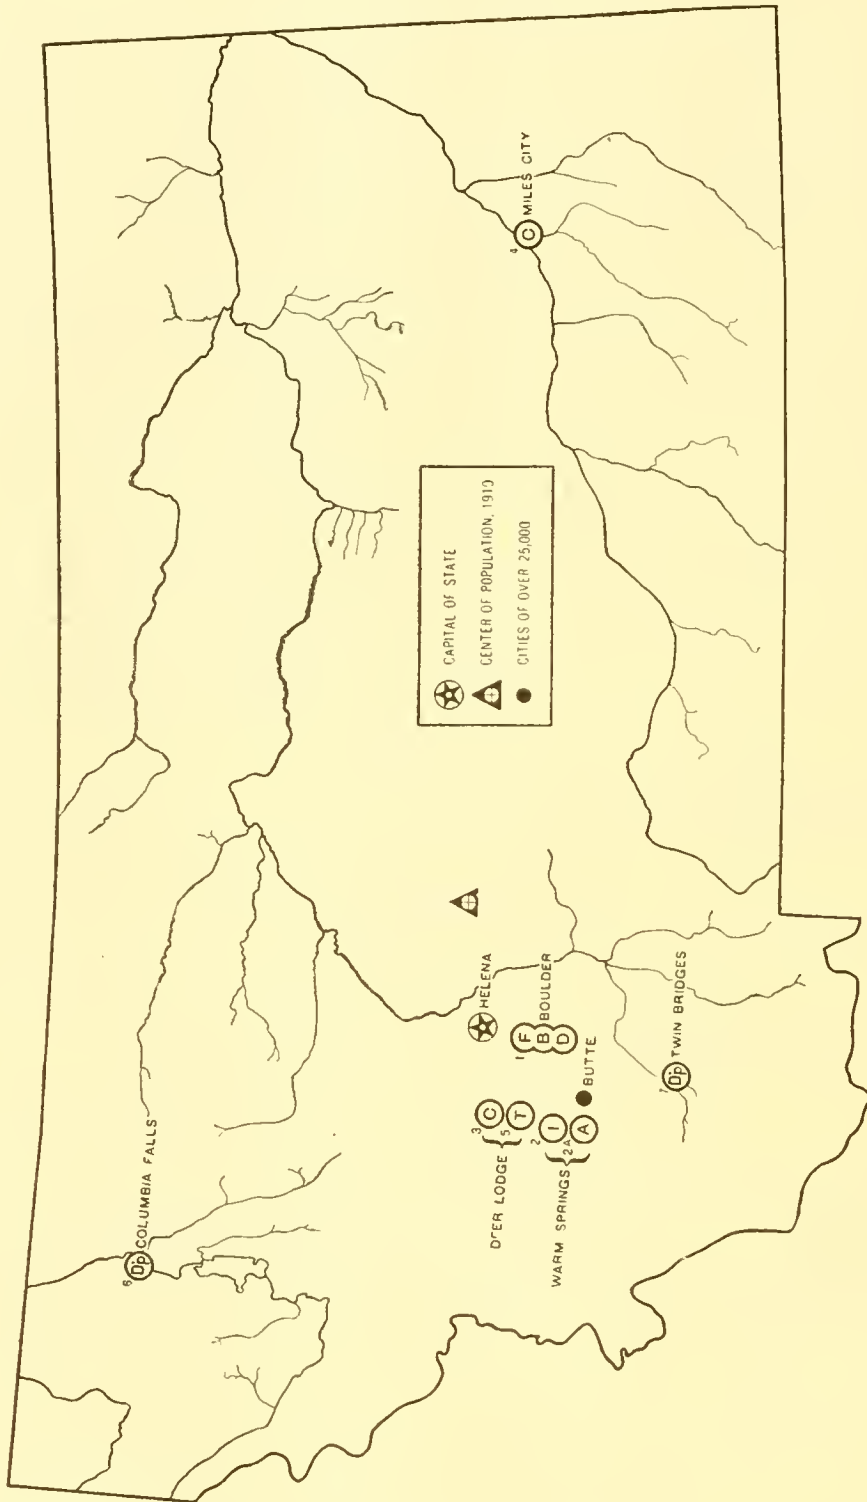 6 Dp COLUMBIA FALLS
HELENA
3 C
DEER LODGE { 5 T
1 F
B BOULDER
D
2 I
WARM SPRINGS { 2A A
BUTTE
7 Dp TWIN BRIDGES
4 C MILES CITY
CAPITAL OF STATE
CENTER OF POPULATION, 1910
CITIES OF OVER 25,000